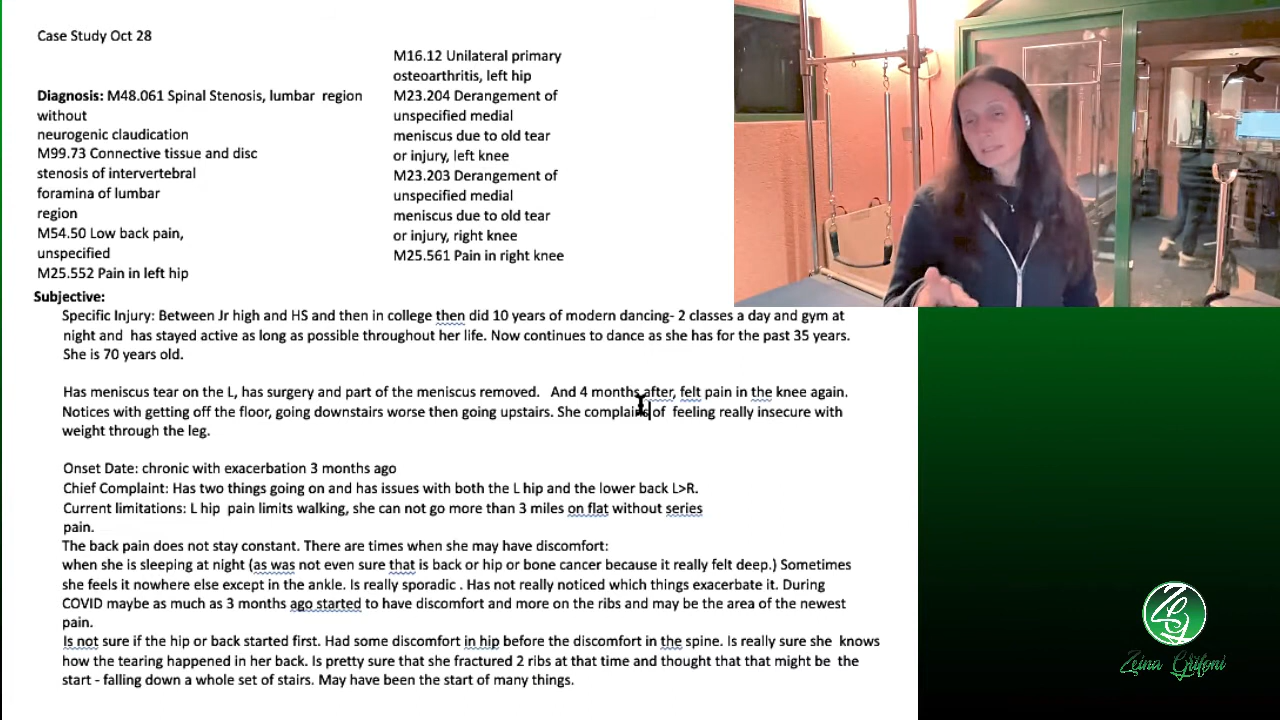 Case Study Oct 28
Diagnosis: M48.061 Spinal Stenosis, lumbar region
without
neurogenic claudication
M99.73 Connective tissue and disc
stenosis of intervertebral
foramina of lumbar
region
M54.50 Low back pain,
unspecified
M25.552 Pain in left hip
M16.12 Unilateral primary
osteoarthritis, left hip
M23.204 Derangement of
unspecified medial
meniscus due to old tear
or injury, left knee
M23.203 Derangement of
unspecified medial
meniscus due to old tear
or injury, right knee
M25.561 Pain in right knee
Subjective:
Specific Injury: Between Jr high and HS and then in college then did 10 years of modern dancing- 2 classes a day and gym at
night and has stayed active as long as possible throughout her life. Now continues to dance as she has for the past 35 years.
She is 70 years old.
Has meniscus tear on the L, has surgery and part of the meniscus removed. And 4 months after, felt pain in the knee again.
Notices with getting off the floor, going downstairs worse then going upstairs. She complains of feeling really insecure with
weight through the leg.
Onset Date: chronic with exacerbation 3 months ago
Chief Complaint: Has two things going on and has issues with both the L hip and the lower back L>R.
Current limitations: L hip pain limits walking, she can not go more than 3 miles on flat without series
pain.
The back pain does not stay constant. There are times when she may have discomfort:
when she is sleeping at night (as was not even sure that is back or hip or bone cancer because it really felt deep.) Sometimes
she feels it nowhere else except in the ankle. Is really sporadic . Has not really noticed which things exacerbate it. During
COVID maybe as much as 3 months ago started to have discomfort and more on the ribs and may be the area of the newest
pain.
Is not sure if the hip or back started first. Had some discomfort in hip before the discomfort in the spine. Is really sure she knows
how the tearing happened in her back. Is pretty sure that she fractured 2 ribs at that time and thought that that might be the
start - falling down a whole set of stairs. May have been the start of many things.
ZG
Zeina Grifoni